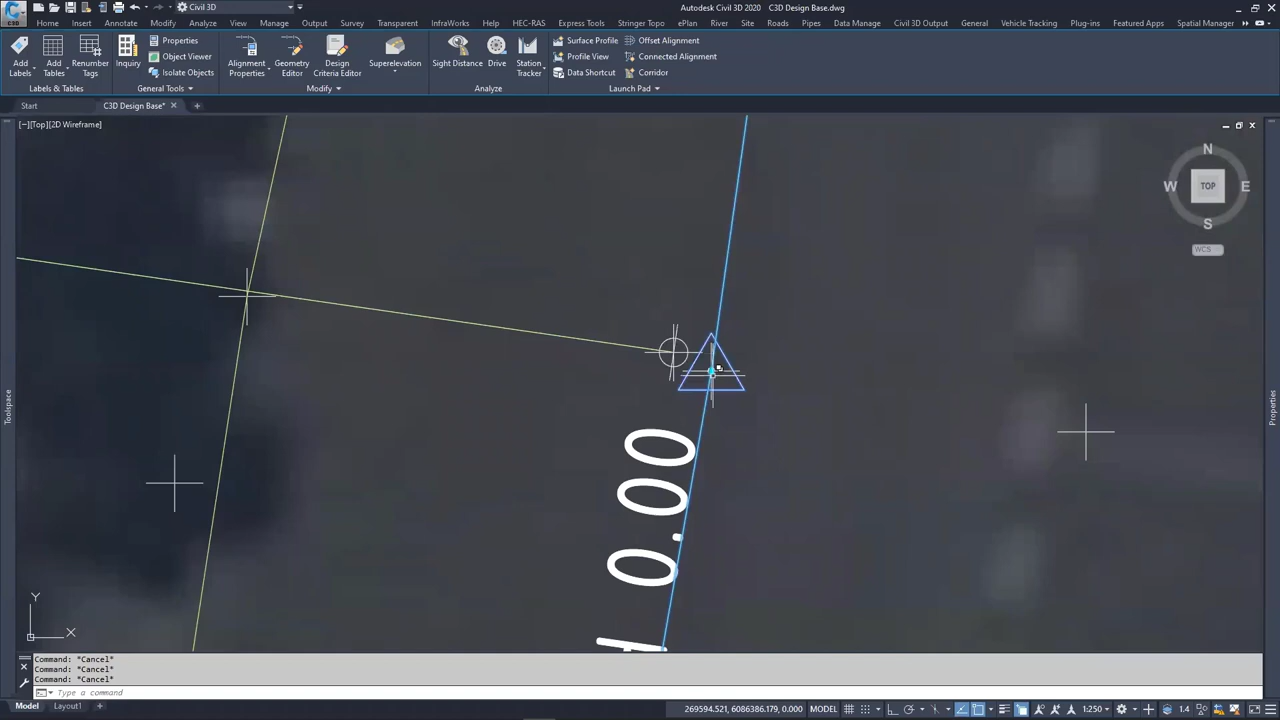 C3D
Civil 3D
Autodesk Civil 3D 2020 C3D Design Base.dwg
Home Insert Annotate Modify Analyze View Manage Output Survey Transparent InfraWorks Help HEC-RAS Express Tools Stringer Topo ePlan River Site Roads Pipes Data Manage Civil 3D Output General Vehicle Tracking Plug-ins Featured Apps Spatial Manager
Add Labels
Add Tables
Renumber Tags
Labels & Tables
Inquiry
Properties
Object Viewer
Isolate Objects
General Tools
Alignment Properties
Geometry Editor
Design Criteria Editor
Superelevation
Modify
Sight Distance
Drive
Station Tracker
Analyze
Surface Profile
Profile View
Data Shortcut
Offset Alignment
Connected Alignment
Corridor
Launch Pad
Start C3D Design Base*
[−][Top][2D Wireframe]
N
W TOP E
S
WCS
Toolspace
Properties
0.00
Y
X
Command: *Cancel*
Command: *Cancel*
Command: *Cancel*
Type a command
Model Layout1
269594.521, 6086386.179, 0.000 MODEL 1:250 1:4